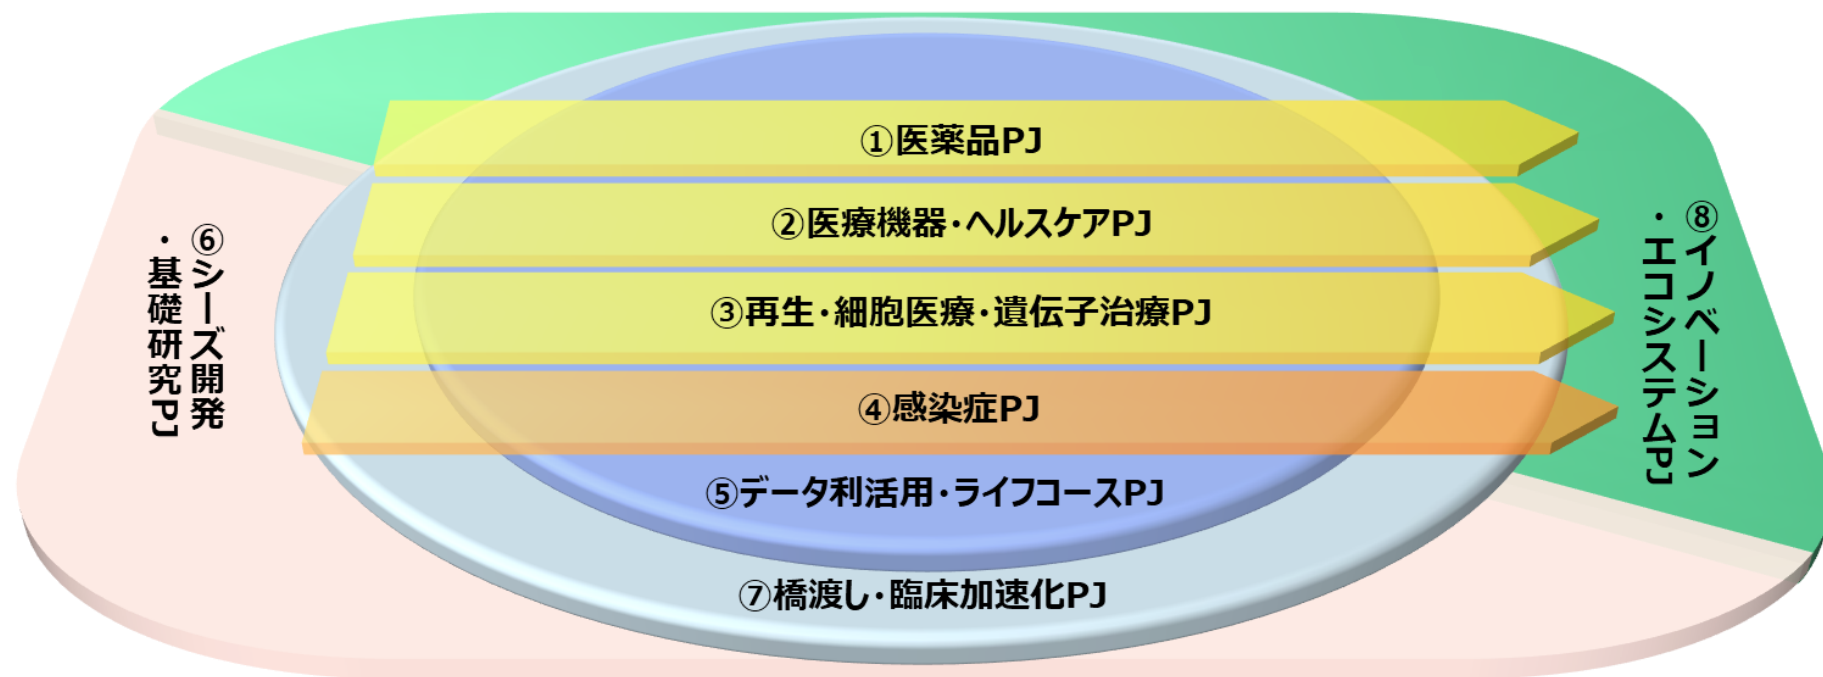 ①医薬品PJ
②医療機器・ヘルスケアPJ
③再生・細胞医療・遺伝子治療PJ
④感染症PJ
⑤データ利活用・ライフコースPJ
⑦橋渡し・臨床加速化PJ
⑥シーズ開発
・基礎研究PJ
⑧イノベーション
・エコシステムPJ